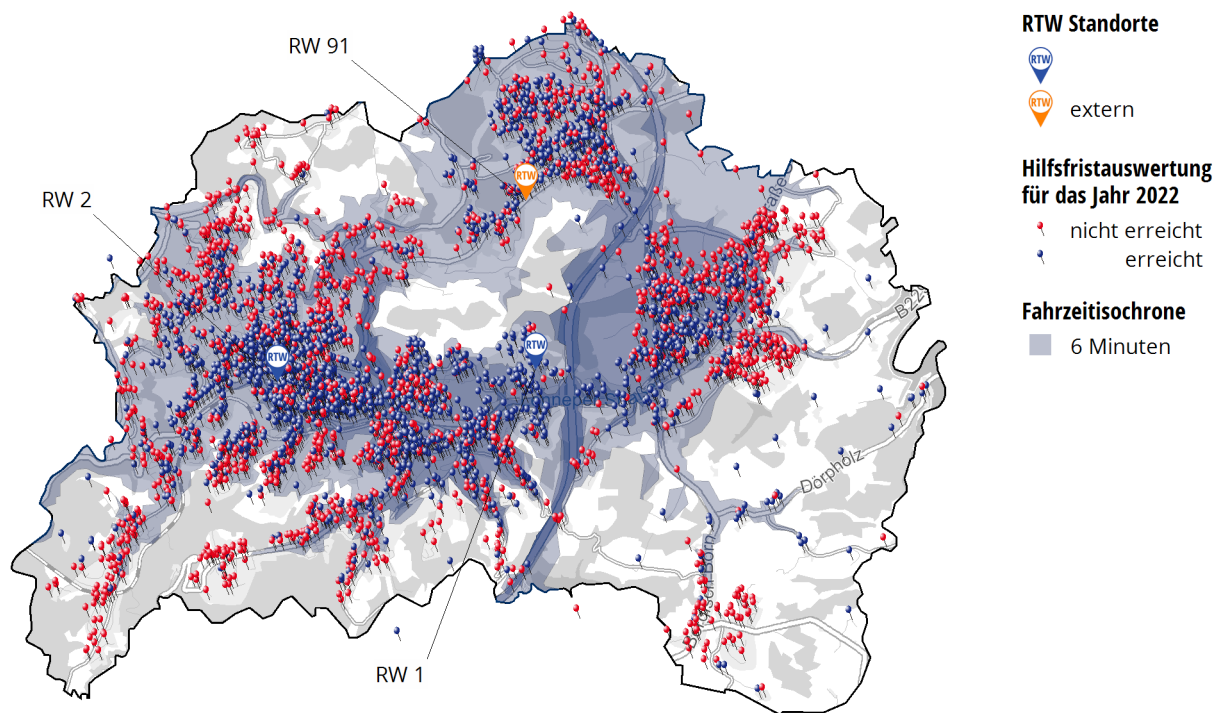 RW 91
RW 2
RW 1
RTW
RTW
RTW
B22
Dörpholz
RTW Standorte
RTW
RTW
extern
Hilfsfristauswertung
für das Jahr 2022
nicht erreicht
erreicht
Fahrzeitisochrone
6 Minuten